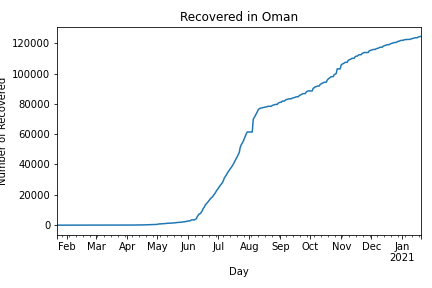 Recovered in Oman
Number of Recovered
120000
100000
80000
60000
40000
20000
0
Feb Mar Apr May Jun Jul Aug Sep Oct Nov Dec Jan
2021
Day